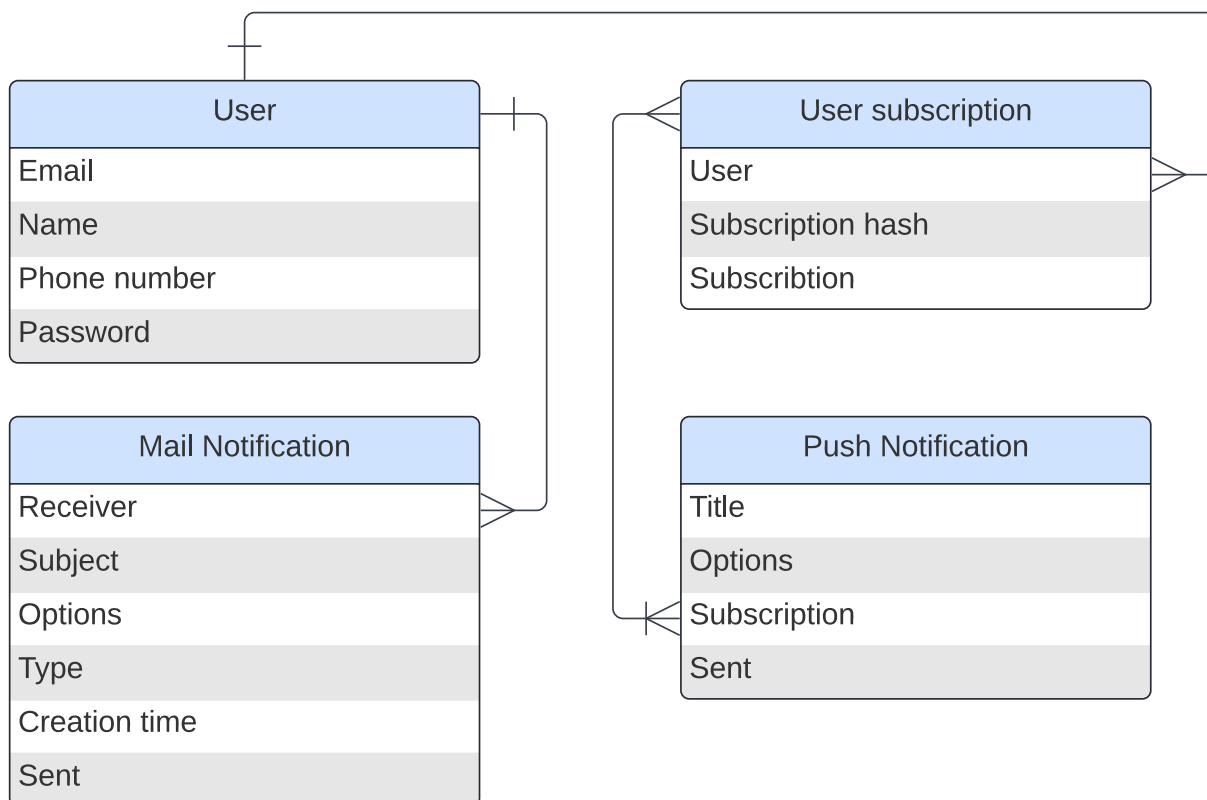 User
Email
Name
Phone number
Password
User subscription
User
Subscription hash
Subscribtion
Mail Notification
Receiver
Subject
Options
Type
Creation time
Sent
Push Notification
Title
Options
Subscription
Sent